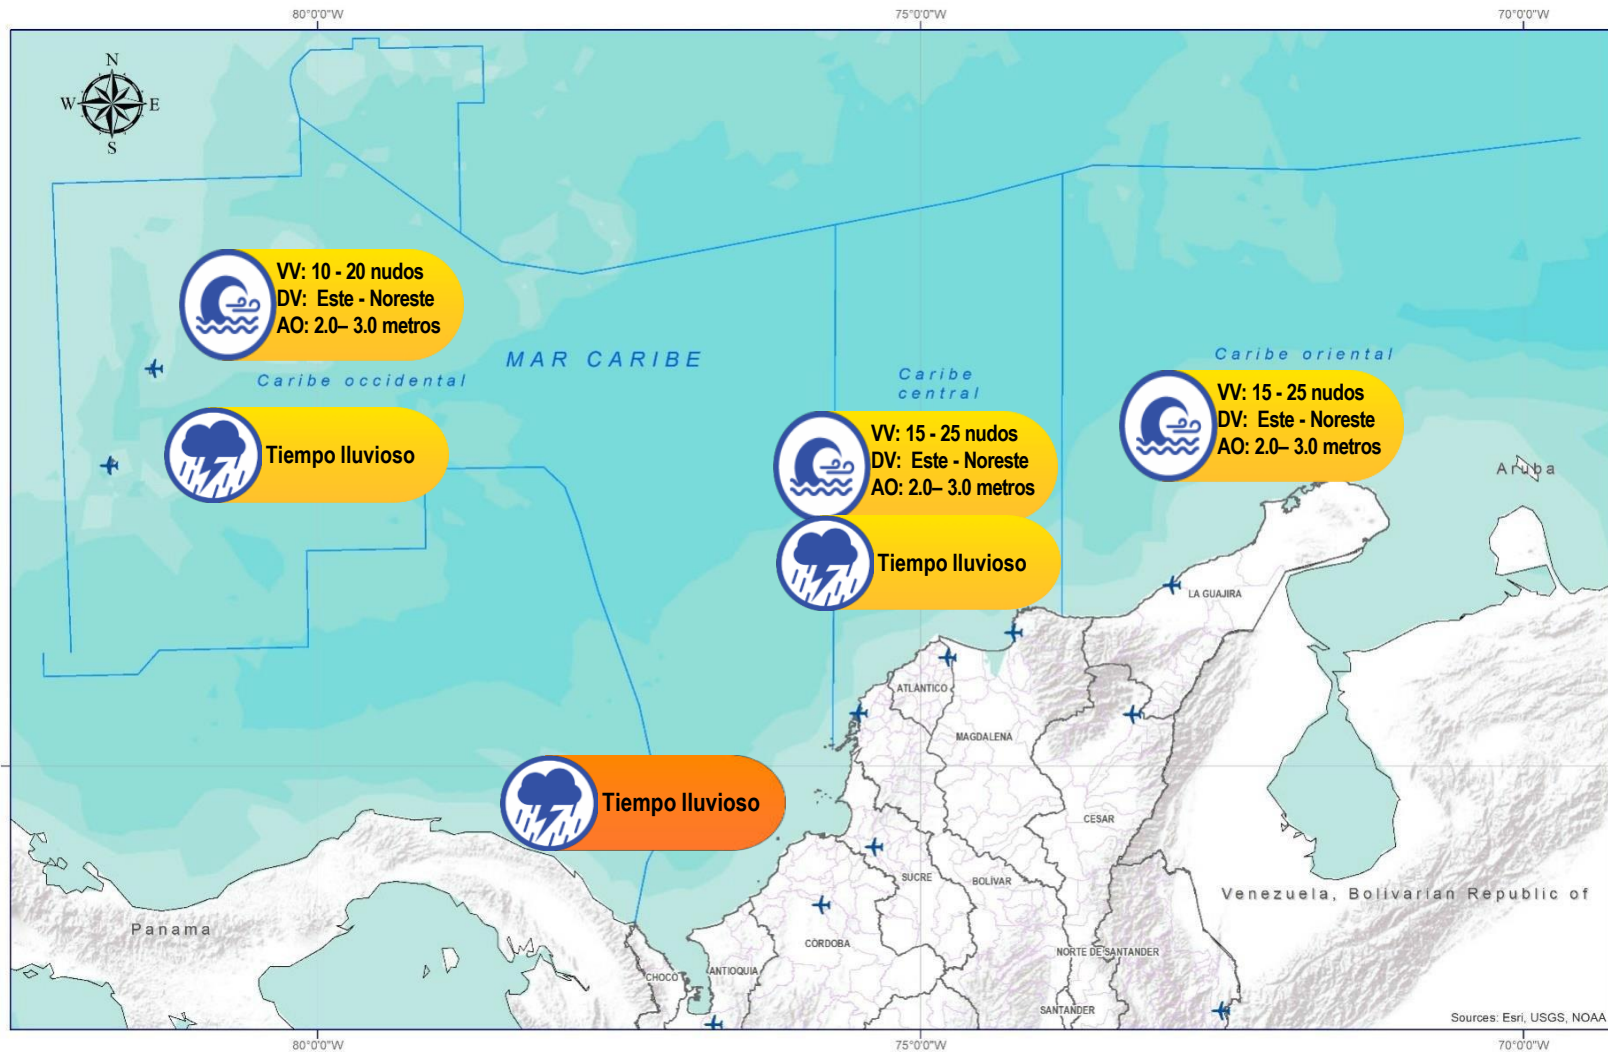 80°0'0"W
75°0'0"W
70°0'0"W
N
W
E
S
VV: 10 - 20 nudos
DV: Este - Noreste
AO: 2.0– 3.0 metros
MAR CARIBE
Caribe occidental
Tiempo lluvioso
Caribe
central
VV: 15 - 25 nudos
DV: Este - Noreste
AO: 2.0– 3.0 metros
Tiempo lluvioso
Caribe oriental
VV: 15 - 25 nudos
DV: Este - Noreste
AO: 2.0– 3.0 metros
Aruba
LA GUAJIRA
ATLÁNTICO
MAGDALENA
Tiempo lluvioso
CESAR
SUCRE
BOLÍVAR
Venezuela, Bolivarian Republic of
Panama
CÓRDOBA
NORTE DE SANTANDER
CHOCÓ
ANTIOQUIA
SANTANDER
Sources: Esri, USGS, NOAA
80°0'0"W
75°0'0"W
70°0'0"W